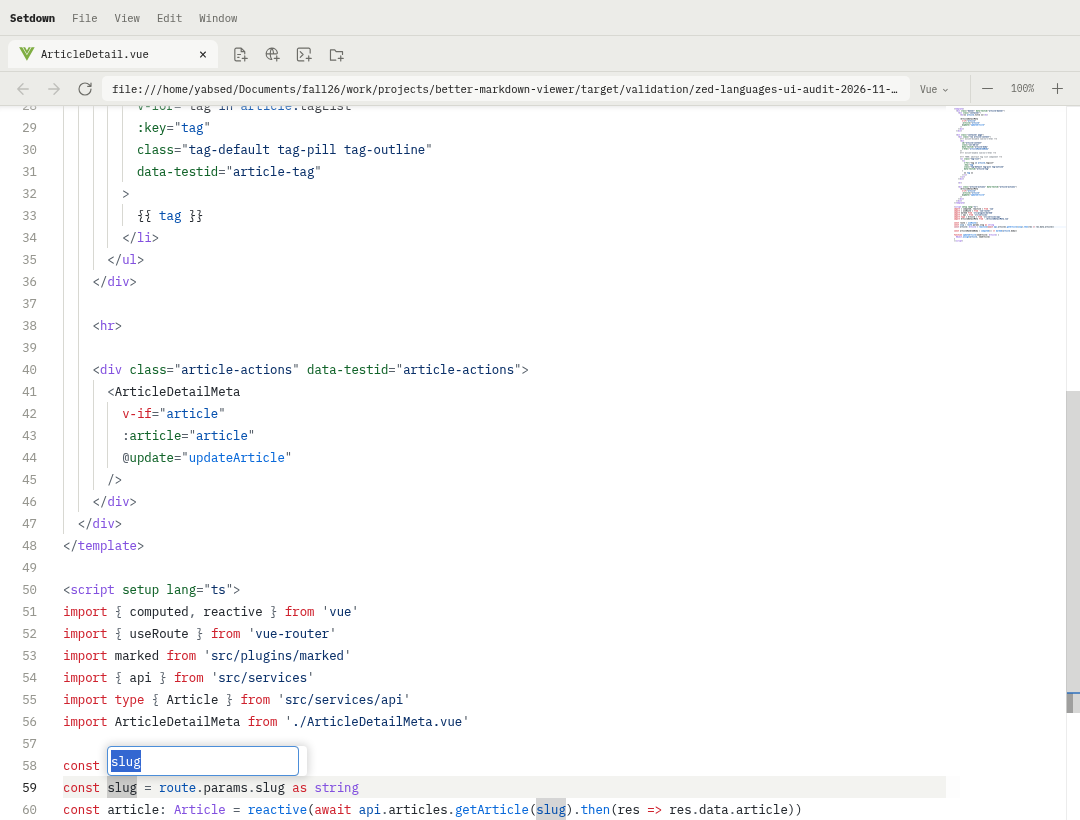 Setdown File View Edit Window
ArticleDetail.vue
file:///home/yabsed/Documents/fall26/work/projects/better-markdown-viewer/target/validation/zed-languages-ui-audit-2026-11-… Vue 100%
28 v-for="tag in article.tagList"
29 :key="tag"
30 class="tag-default tag-pill tag-outline"
31 data-testid="article-tag"
32 >
33 {{ tag }}
34 </li>
35 </ul>
36 </div>
37
38 <hr>
39
40 <div class="article-actions" data-testid="article-actions">
41 <ArticleDetailMeta
42 v-if="article"
43 :article="article"
44 @update="updateArticle"
45 />
46 </div>
47 </div>
48 </template>
49
50 <script setup lang="ts">
51 import { computed, reactive } from 'vue'
52 import { useRoute } from 'vue-router'
53 import marked from 'src/plugins/marked'
54 import { api } from 'src/services'
55 import type { Article } from 'src/services/api'
56 import ArticleDetailMeta from './ArticleDetailMeta.vue'
57
slug
58 const
59 const slug = route.params.slug as string
60 const article: Article = reactive(await api.articles.getArticle(slug).then(res => res.data.article))